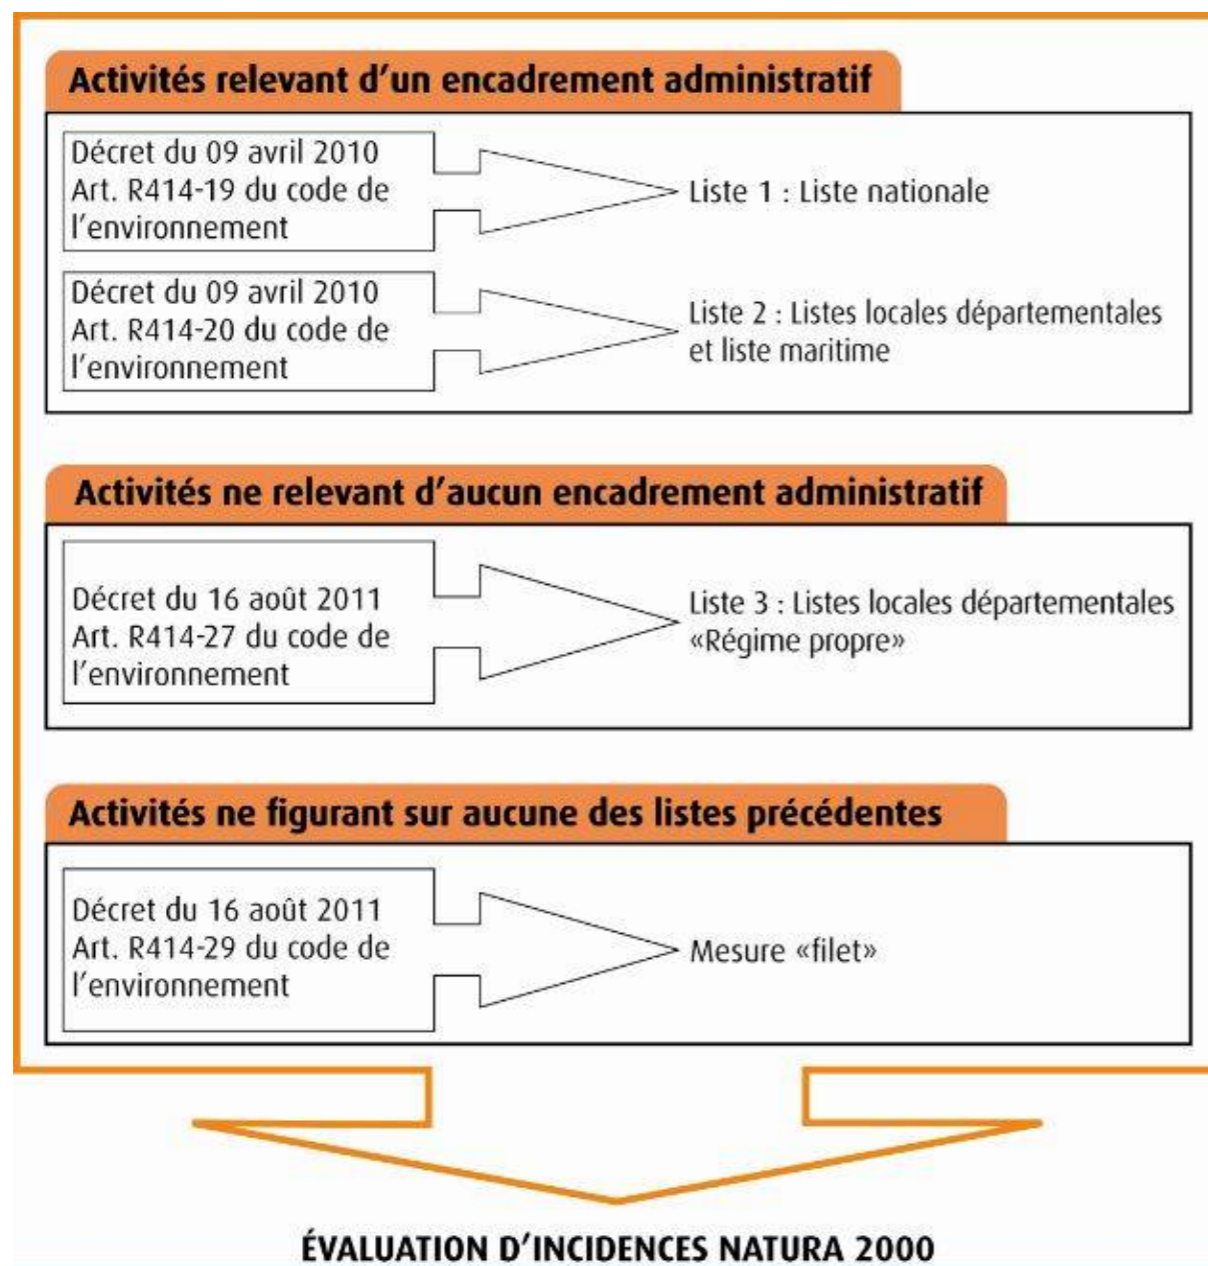 Activités relevant d’un encadrement administratif
Décret du 09 avril 2010
Art. R414-19 du code de
l’environnement
Liste 1 : Liste nationale
Décret du 09 avril 2010
Art. R414-20 du code de
l’environnement
Liste 2 : Listes locales départementales
et liste maritime
Activités ne relevant d’aucun encadrement administratif
Décret du 16 août 2011
Art. R414-27 du code de
l’environnement
Liste 3 : Listes locales départementales
«Régime propre»
Activités ne figurant sur aucune des listes précédentes
Décret du 16 août 2011
Art. R414-29 du code de
l’environnement
Mesure «filet»
ÉVALUATION D’INCIDENCES NATURA 2000